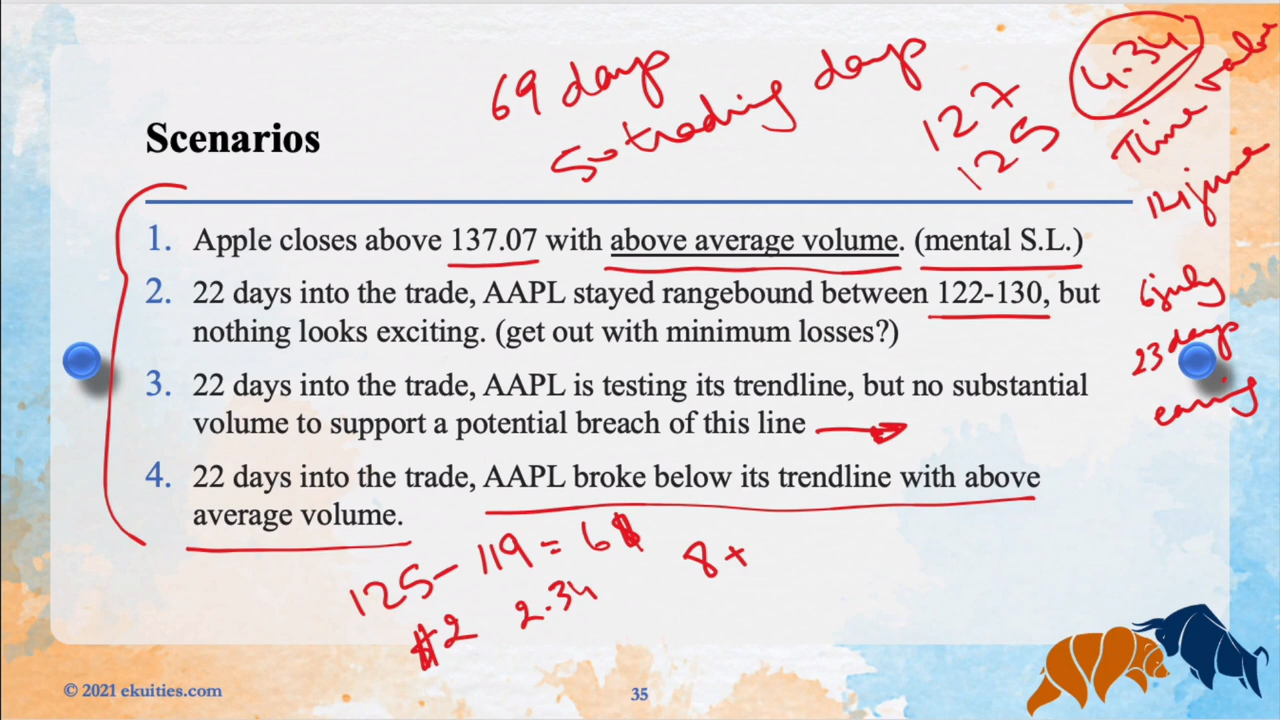 69 days
50 trading days
127
125
4.34
Time value
14 june
6 july
23 days
earning
Scenarios
1. Apple closes above 137.07 with above average volume. (mental S.L.)
2. 22 days into the trade, AAPL stayed rangebound between 122-130, but
nothing looks exciting. (get out with minimum losses?)
3. 22 days into the trade, AAPL is testing its trendline, but no substantial
volume to support a potential breach of this line
4. 22 days into the trade, AAPL broke below its trendline with above
average volume.
125-119=6$
8+
#2 2.34
© 2021 ekuities.com
35